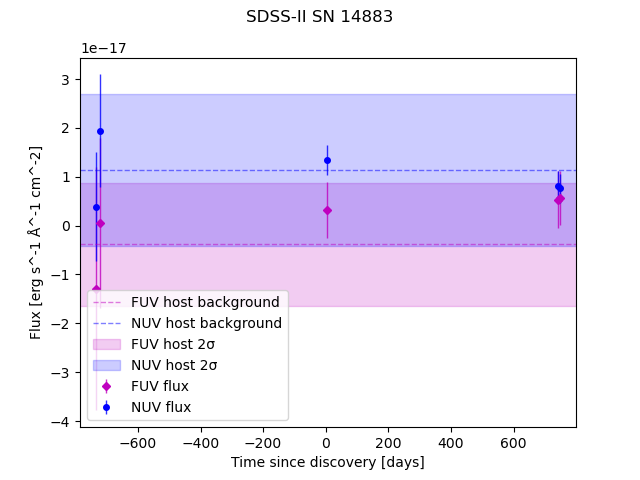 SDSS-II SN 14883
1e−17
3
2
1
0
−1
−2
−3
−4
Flux [erg s^-1 Å^-1 cm^-2]
FUV host background
NUV host background
FUV host 2σ
NUV host 2σ
FUV flux
NUV flux
−600 −400 −200 0 200 400 600
Time since discovery [days]